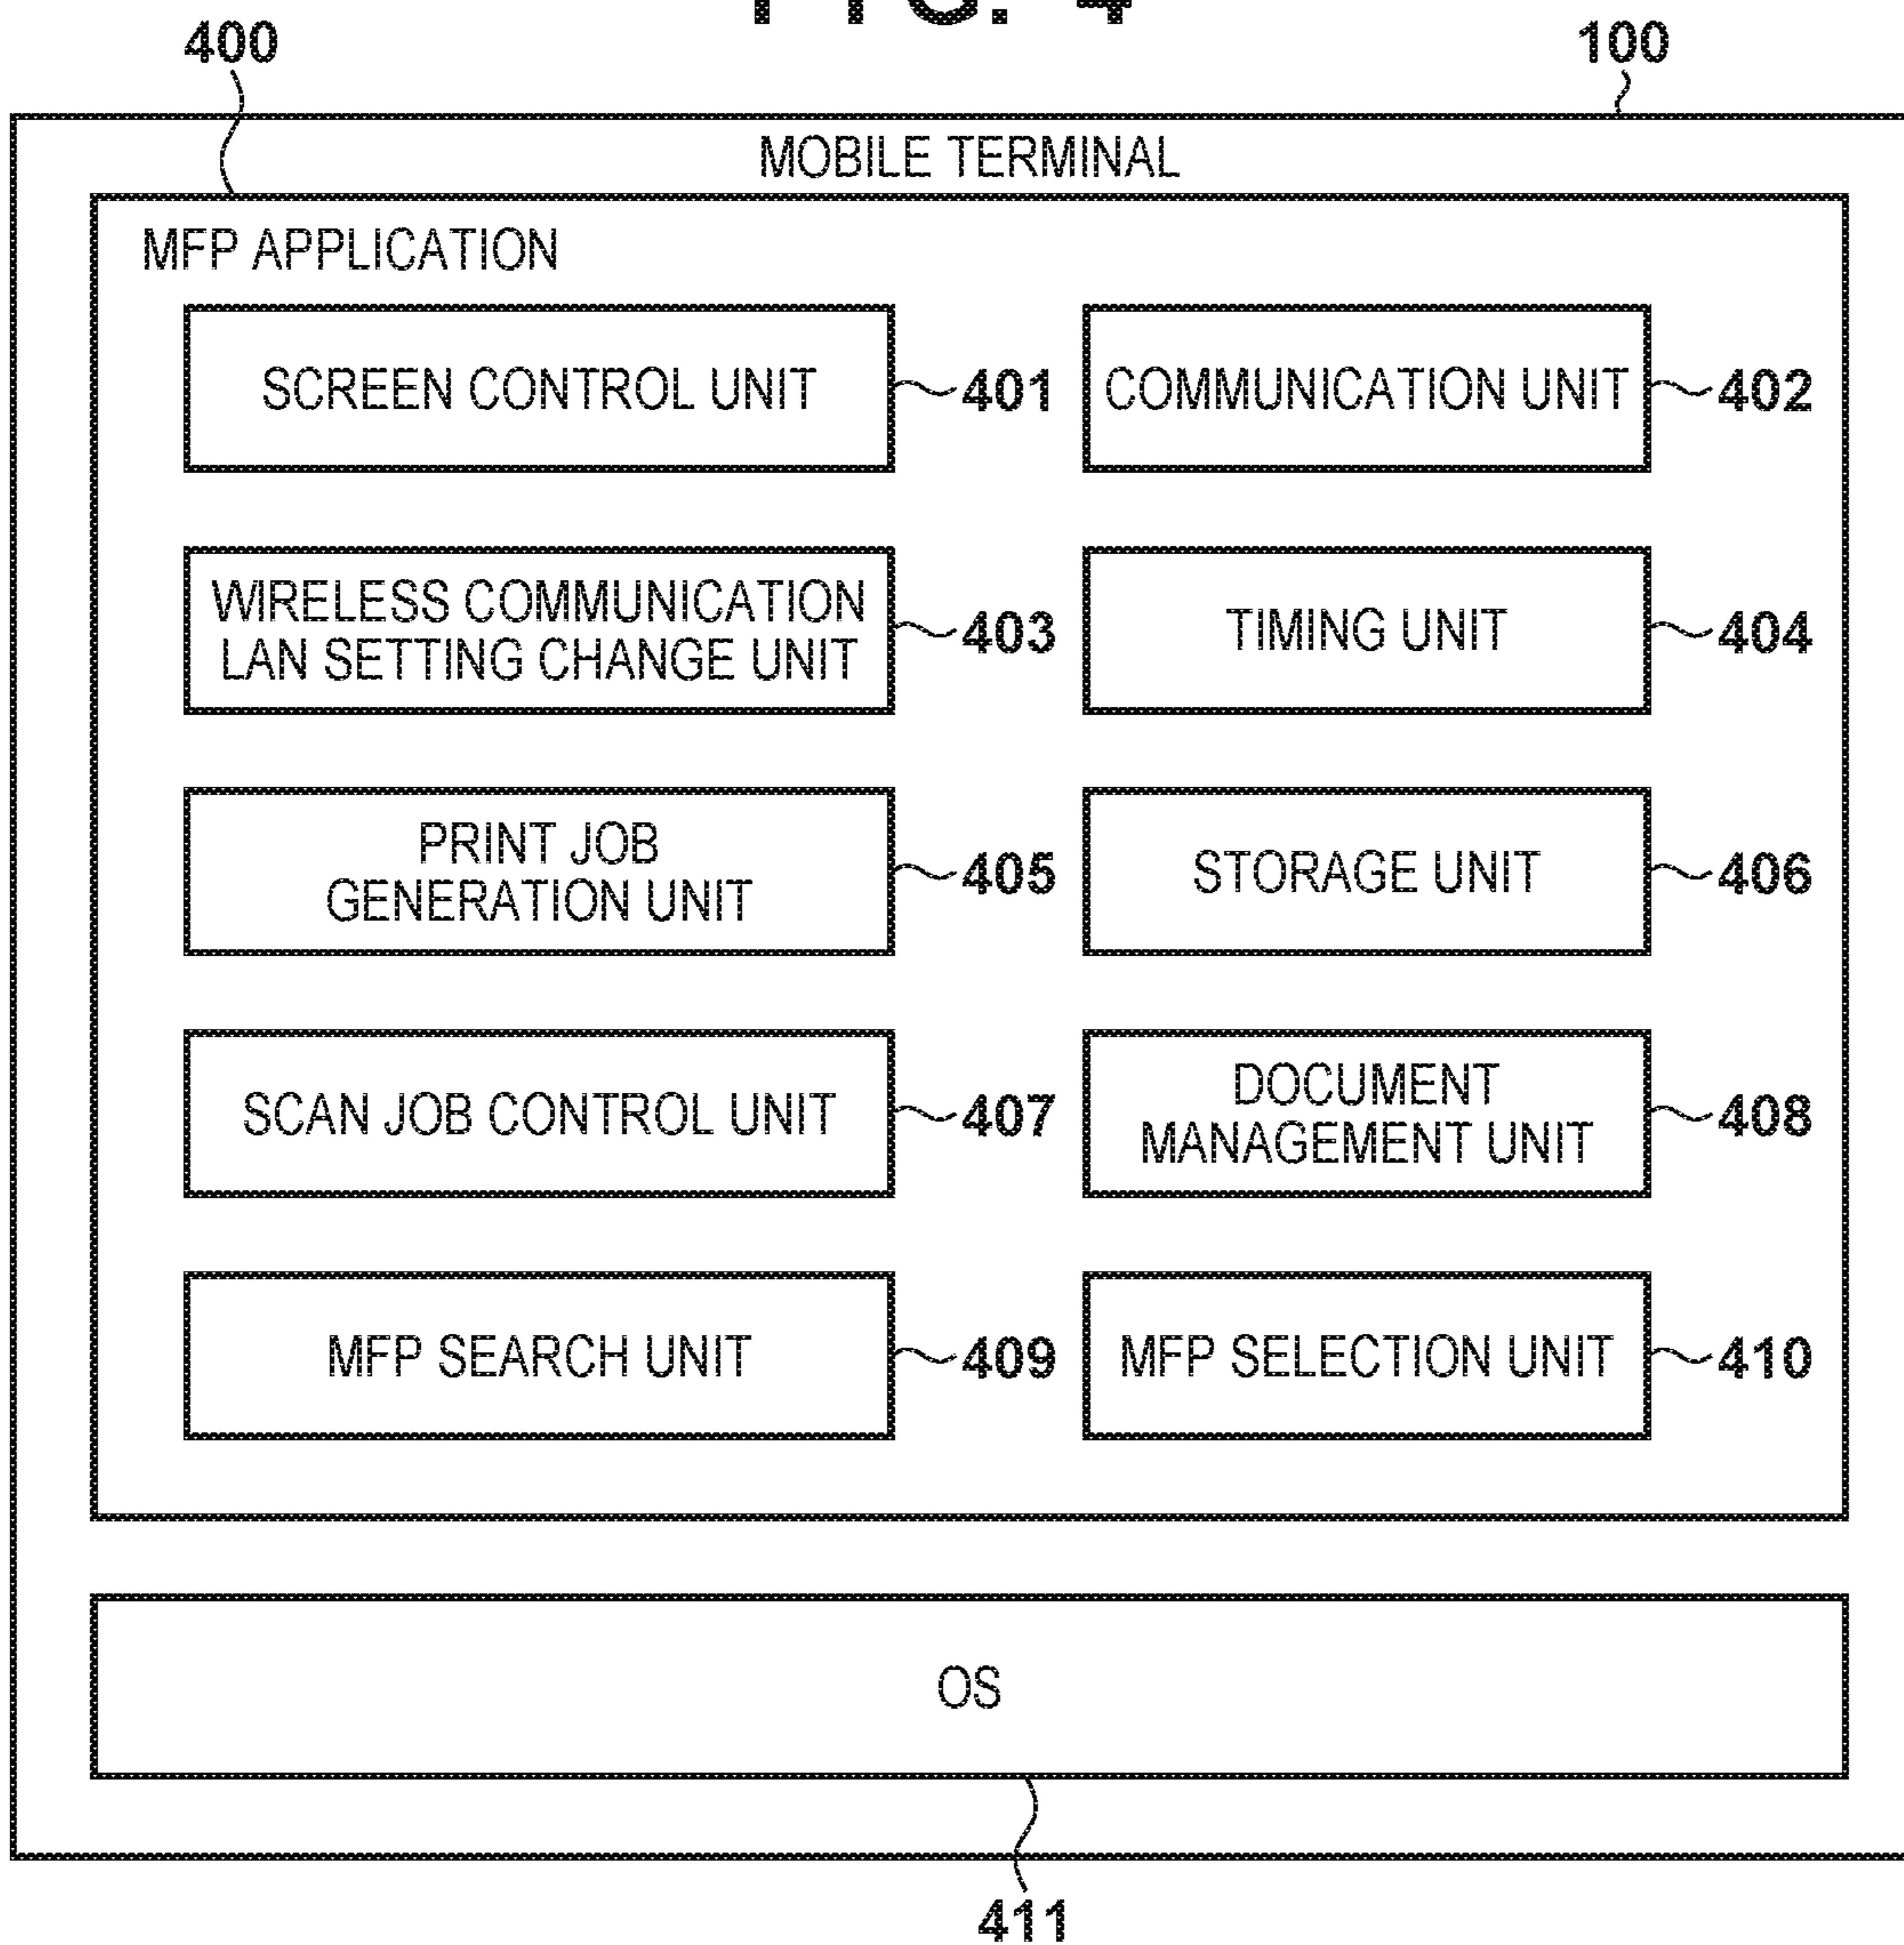 FIG. 4
400
100
MOBILE TERMINAL
MFP APPLICATION
SCREEN CONTROL UNIT
401
COMMUNICATION UNIT
402
WIRELESS COMMUNICATION
LAN SETTING CHANGE UNIT
403
TIMING UNIT
404
PRINT JOB
GENERATION UNIT
405
STORAGE UNIT
406
SCAN JOB CONTROL UNIT
407
DOCUMENT
MANAGEMENT UNIT
408
MFP SEARCH UNIT
409
MFP SELECTION UNIT
410
OS
411